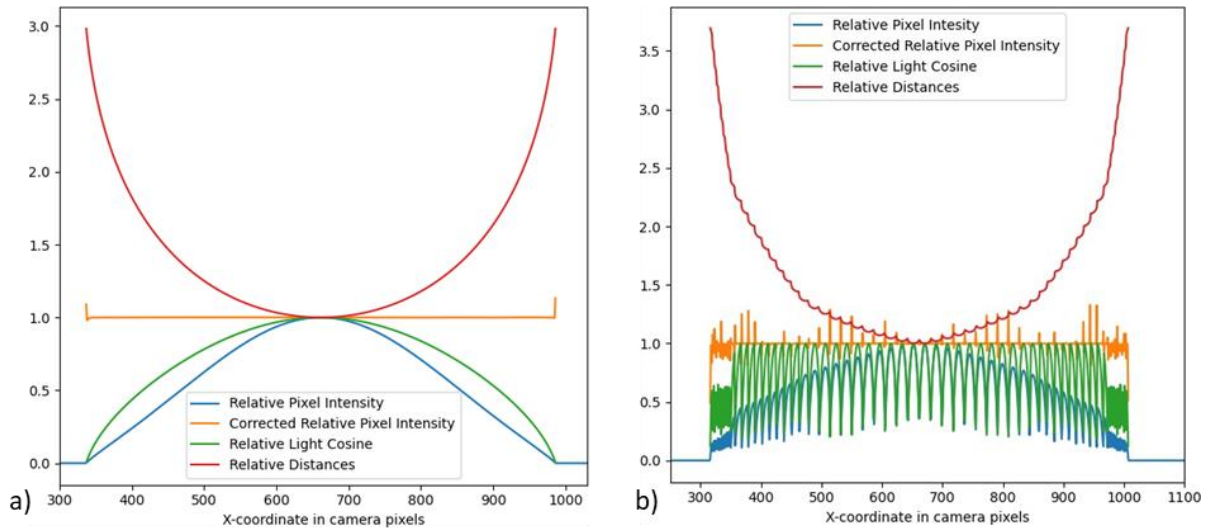 3.0
2.5
2.0
1.5
1.0
0.5
0.0
Relative Pixel Intensity
Corrected Relative Pixel Intensity
Relative Light Cosine
Relative Distances
300 400 500 600 700 800 900 1000
a)
X-coordinate in camera pixels
3.5
3.0
2.5
2.0
1.5
1.0
0.5
0.0
Relative Pixel Intesity
Corrected Relative Pixel Intensity
Relative Light Cosine
Relative Distances
300 400 500 600 700 800 900 1000 1100
b)
X-coordinate in camera pixels